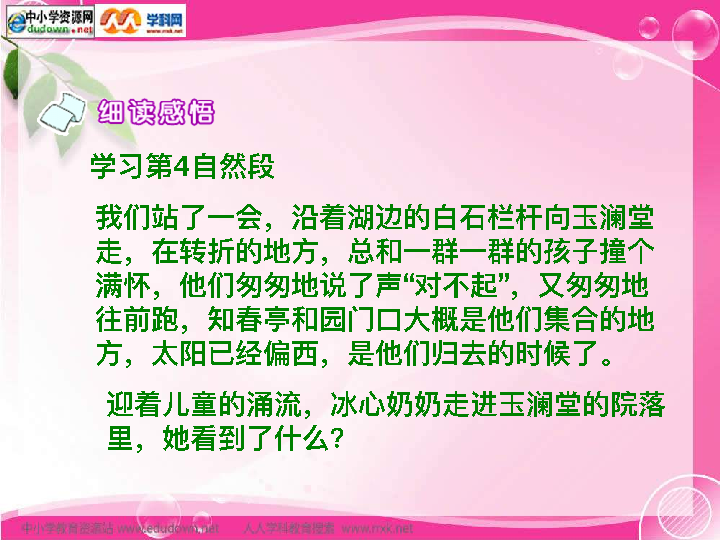 中小学资源网
dudown.net
学科网
www.nxk.net
细读感悟
学习第4自然段
我们站了一会，沿着湖边的白石栏杆向玉澜堂
走，在转折的地方，总和一群一群的孩子撞个
满怀，他们匆匆地说了声“对不起”，又匆匆地
往前跑，知春亭和园门口大概是他们集合的地
方，太阳已经偏西，是他们归去的时候了。
迎着儿童的涌流，冰心奶奶走进玉澜堂的院落
里，她看到了什么？
中小学教育资源站 www.edudown.net 人人学科教育搜索 www.nxk.net